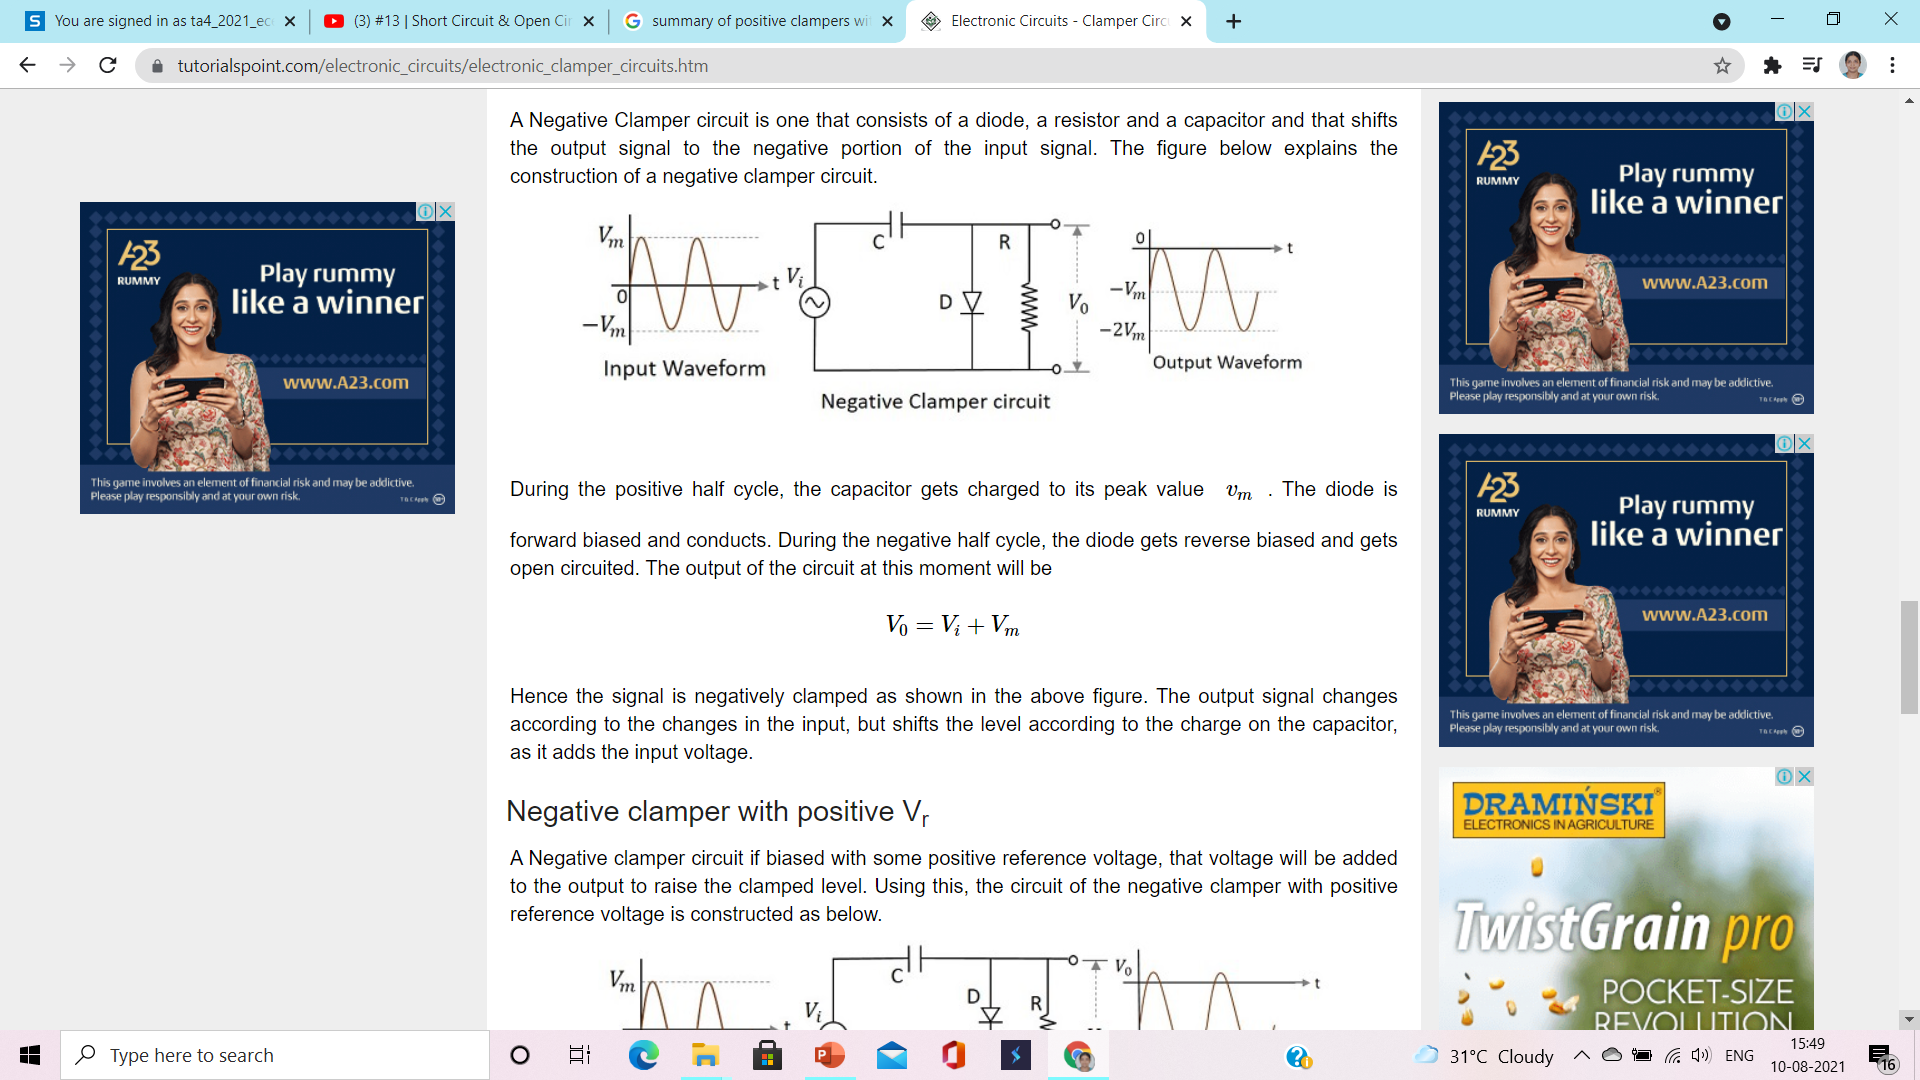 You are signed in as ta4_2021_ec
(3) #13 | Short Circuit & Open Cir
summary of positive clampers wi
Electronic Circuits - Clamper Circ
tutorialspoint.com/electronic_circuits/electronic_clamper_circuits.htm
A Negative Clamper circuit is one that consists of a diode, a resistor and a capacitor and that shifts
the output signal to the negative portion of the input signal. The figure below explains the
construction of a negative clamper circuit.
Vm
0
−Vm
t
Input Waveform
Vi
C
D
R
V0
Negative Clamper circuit
0
t
−Vm
−2Vm
Output Waveform
During the positive half cycle, the capacitor gets charged to its peak value vm . The diode is
forward biased and conducts. During the negative half cycle, the diode gets reverse biased and gets
open circuited. The output of the circuit at this moment will be
V0 = Vi + Vm
Hence the signal is negatively clamped as shown in the above figure. The output signal changes
according to the changes in the input, but shifts the level according to the charge on the capacitor,
as it adds the input voltage.
Negative clamper with positive Vr
A Negative clamper circuit if biased with some positive reference voltage, that voltage will be added
to the output to raise the clamped level. Using this, the circuit of the negative clamper with positive
reference voltage is constructed as below.
Vm
t
Vi
C
D
R
V0
t
A23
RUMMY
Play rummy
like a winner
www.A23.com
This game involves an element of financial risk and may be addictive.
Please play responsibly and at your own risk.
T & C Apply
18+
A23
RUMMY
Play rummy
like a winner
www.A23.com
This game involves an element of financial risk and may be addictive.
Please play responsibly and at your own risk.
T & C Apply
18+
A23
RUMMY
Play rummy
like a winner
www.A23.com
This game involves an element of financial risk and may be addictive.
Please play responsibly and at your own risk.
T & C Apply
18+
DRAMIŃSKI®
ELECTRONICS IN AGRICULTURE
TwistGrain pro
POCKET-SIZE
REVOLUTION
Type here to search
31°C Cloudy
ENG
15:49
10-08-2021
16